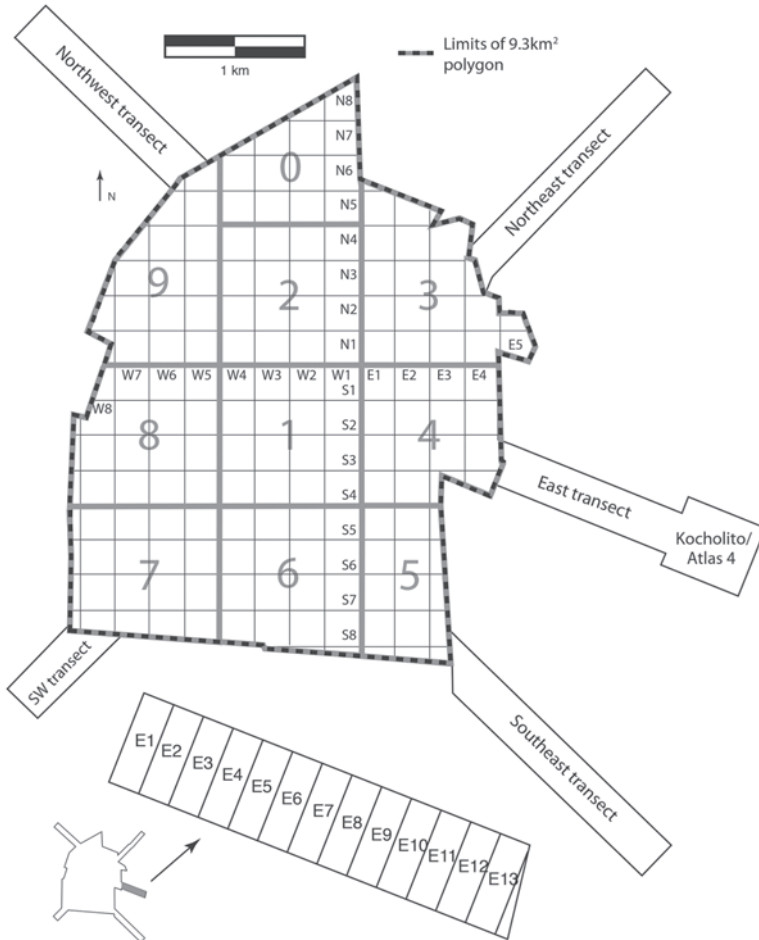 Northwest transect
1 km
Limits of 9.3km²
polygon
N8
N7
0
N6
N
N5
Northeast transect
N4
9
2
N3
3
N2
N1
E5
W7 W6 W5 W4 W3 W2 W1 E1 E2 E3 E4
S1
W8
8
1
S2
4
S3
S4
East transect
Kocholito/
Atlas 4
S5
7
6
S6
5
S7
S8
SW transect
Southeast transect
E1
E2
E3
E4
E5
E6
E7
E8
E9
E10
E11
E12
E13